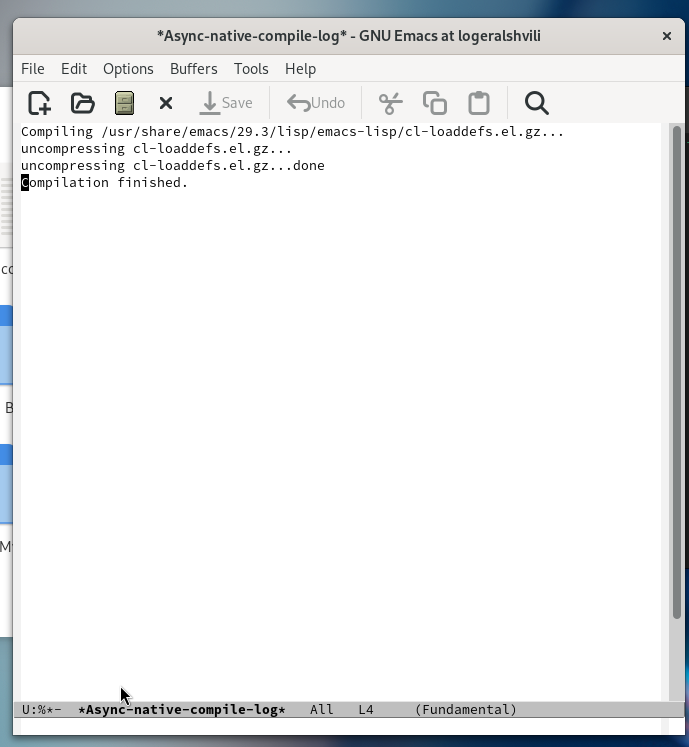 *Async-native-compile-log* - GNU Emacs at logeralshvili
File Edit Options Buffers Tools Help
Save Undo
Compiling /usr/share/emacs/29.3/lisp/emacs-lisp/cl-loaddefs.el.gz...
uncompressing cl-loaddefs.el.gz...
uncompressing cl-loaddefs.el.gz...done
Compilation finished.
U:%*-  *Async-native-compile-log*   All   L4     (Fundamental)